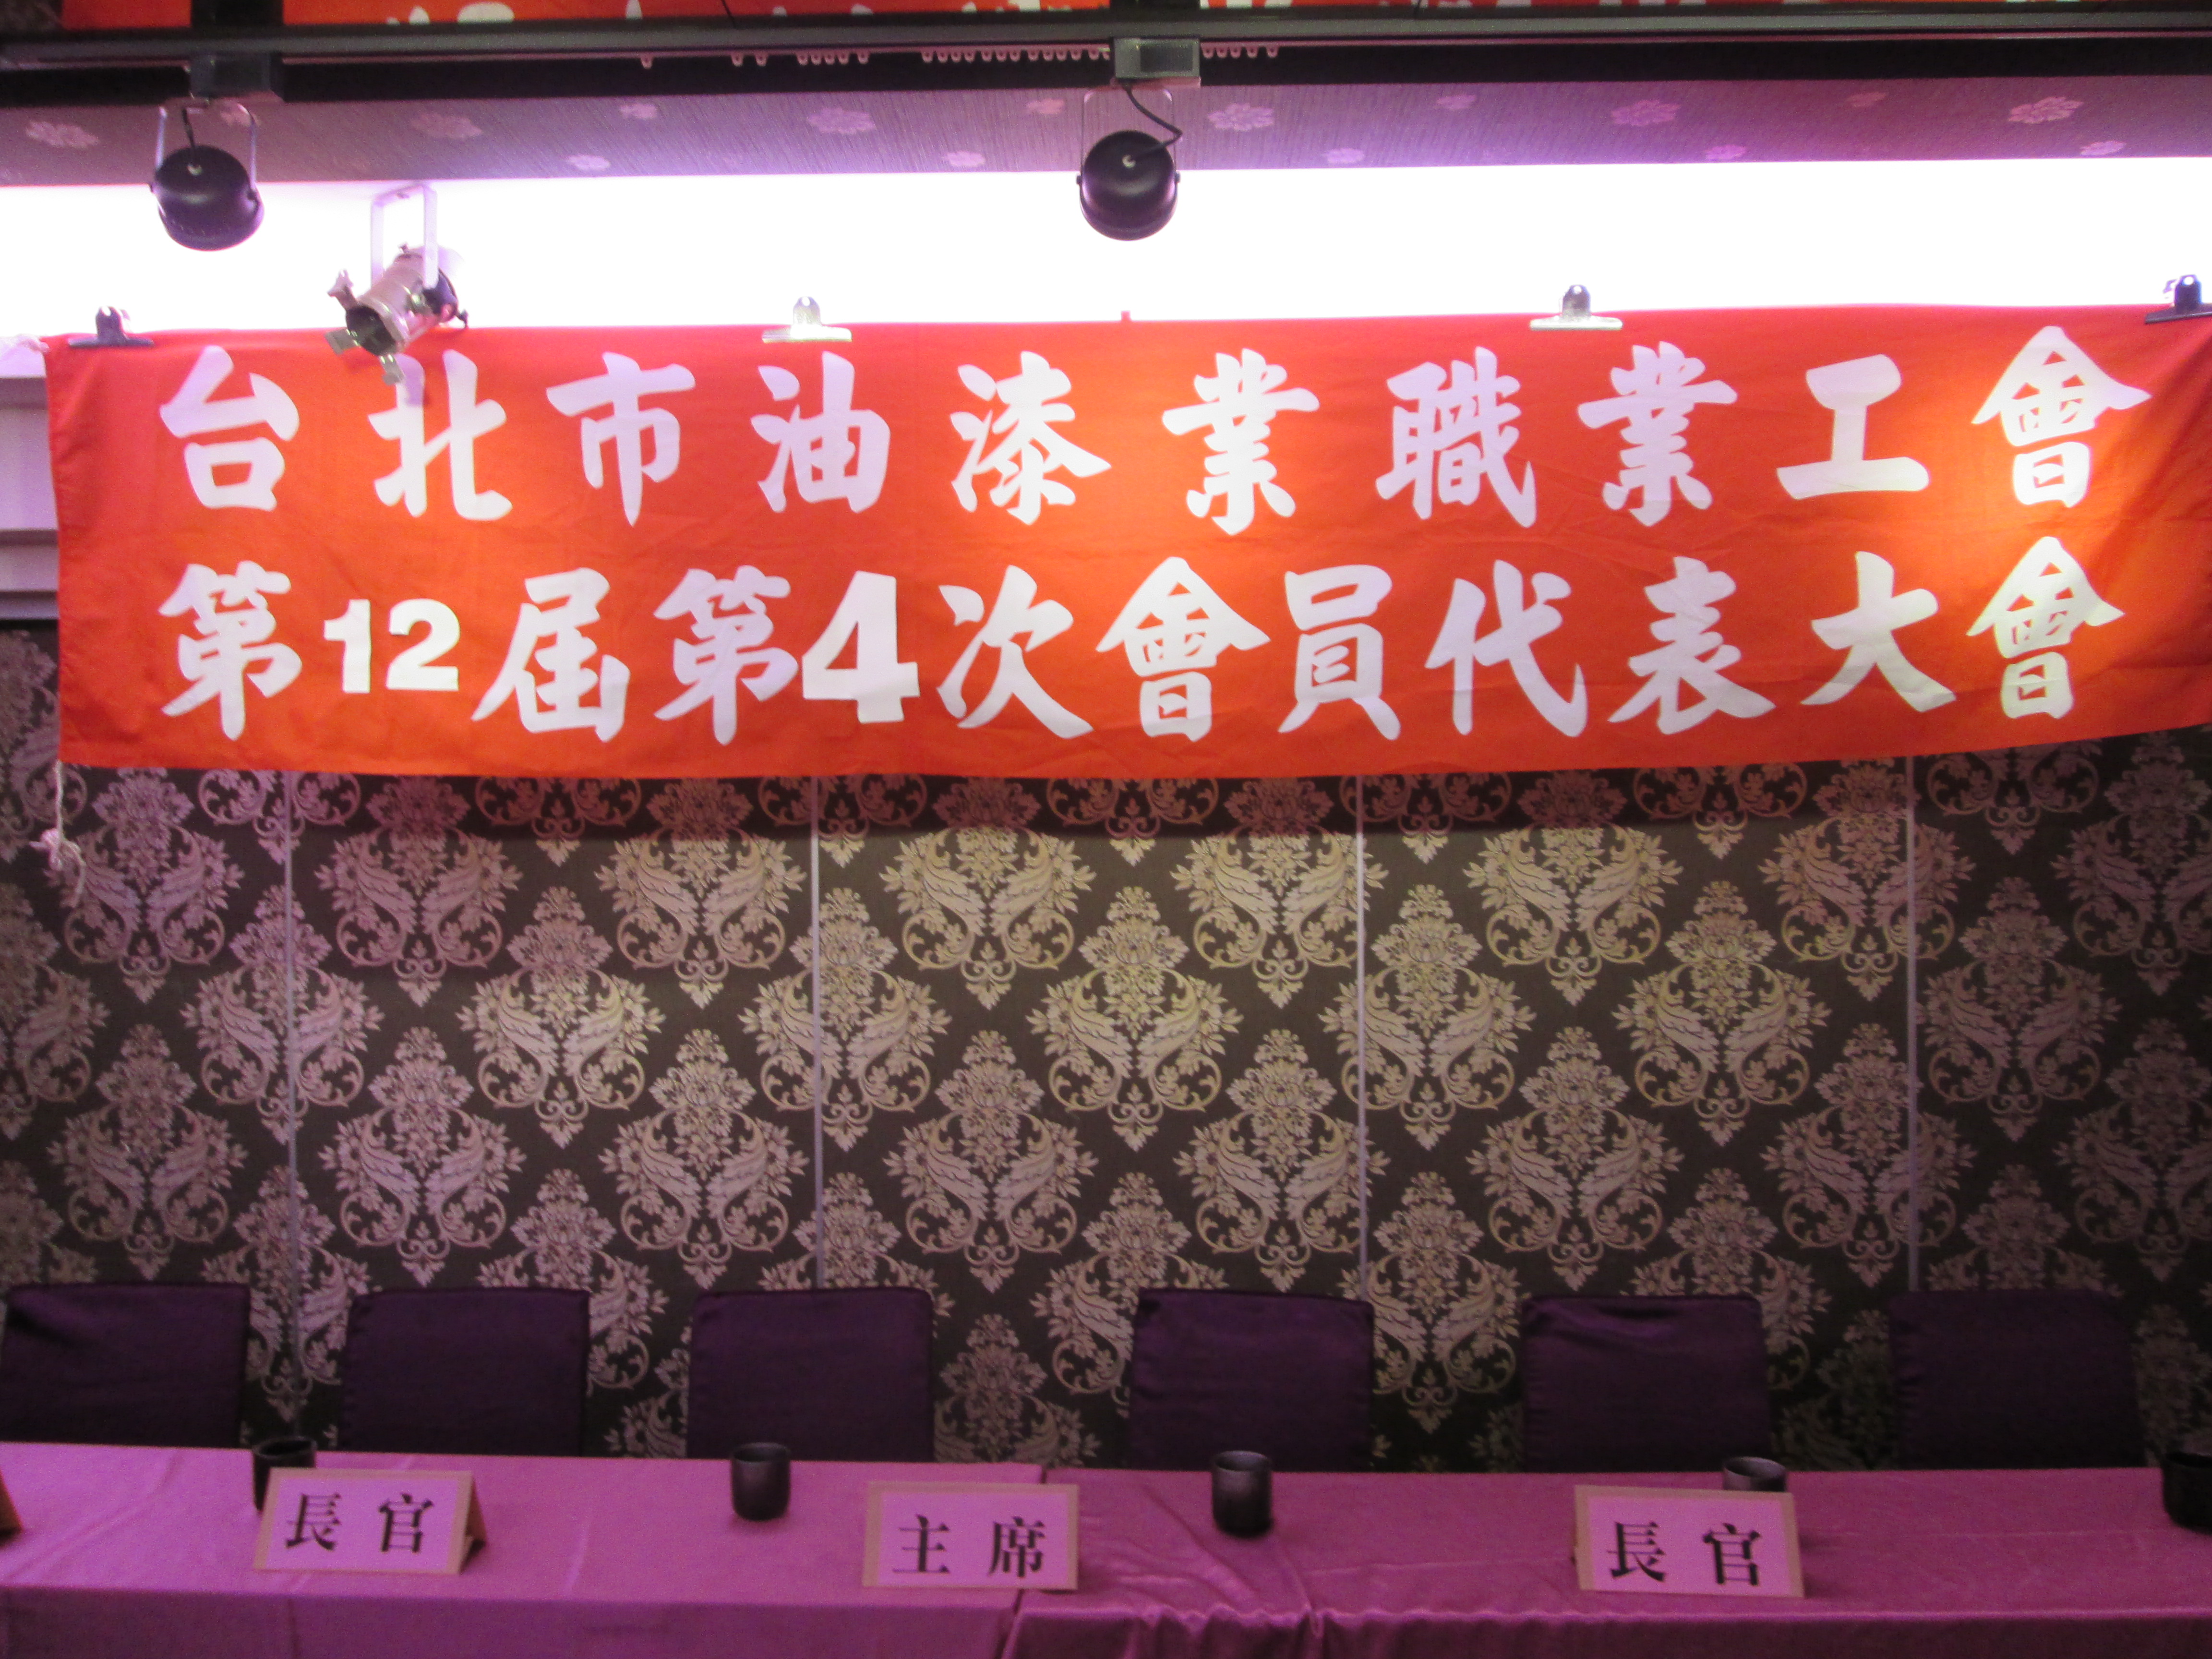 台北市油漆業職業工會
第12屆第4次會員代表大會
長官
主席
長官